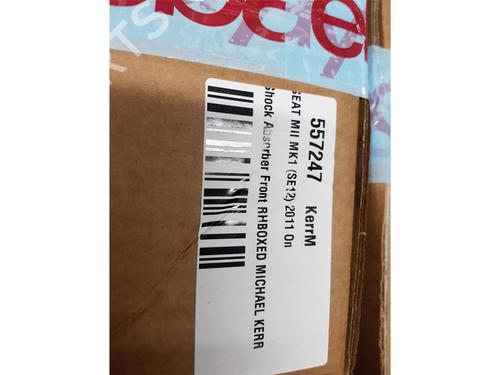 557247 KerrM
SEAT MII MK1 (SE12) 2011 On
Shock Absorber Front RHBOXED MICHAEL KERR